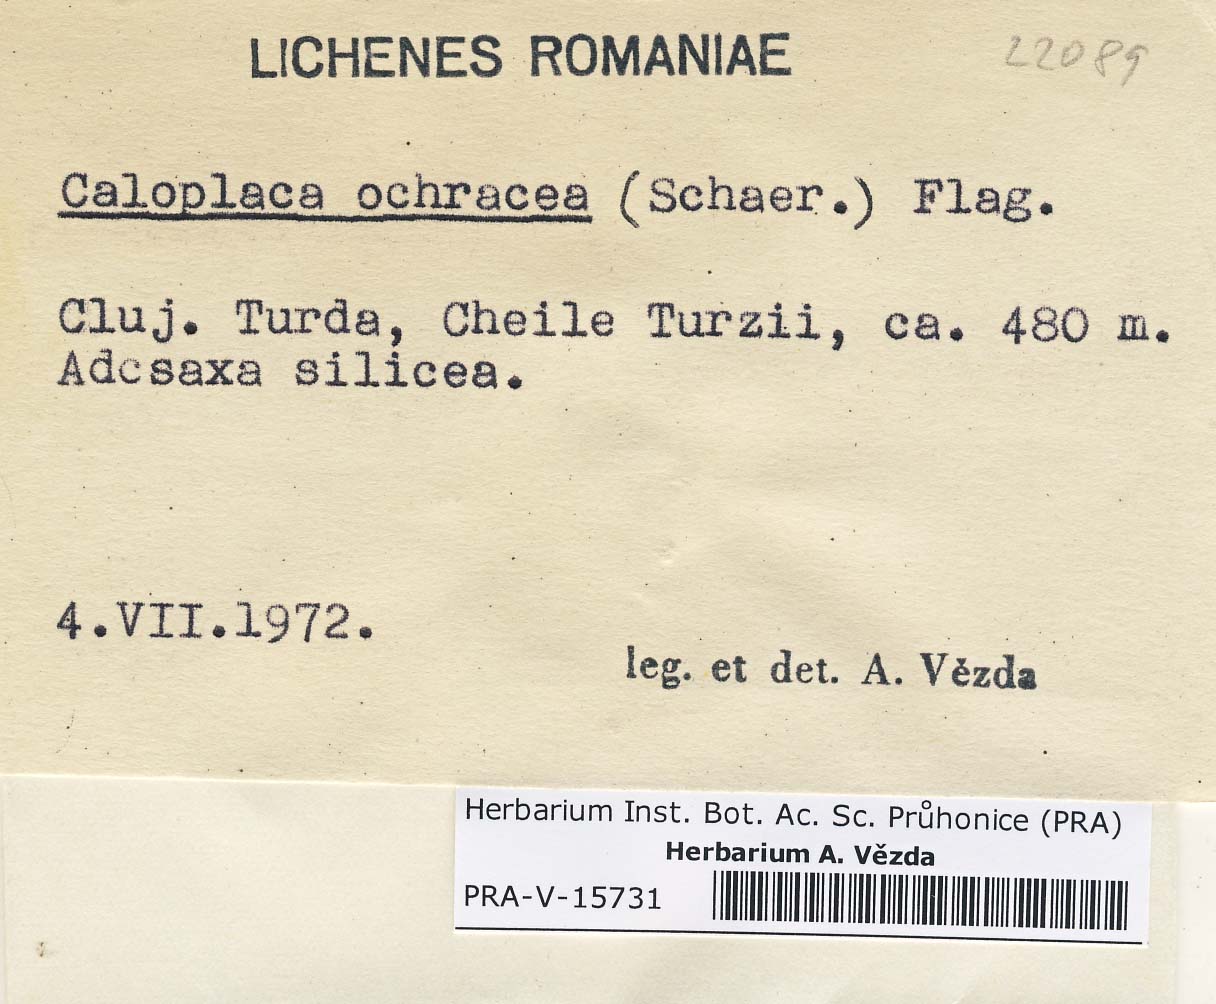 LICHENES ROMANIAE
22089
Caloplaca ochracea (Schaer.) Flag.
Cluj. Turda, Cheile Turzii, ca. 480 m.
Adcsaxa silicea.
4.VII.1972.
leg. et det. A. Vězda
Herbarium Inst. Bot. Ac. Sc. Průhonice (PRA)
Herbarium A. Vězda
PRA-V-15731